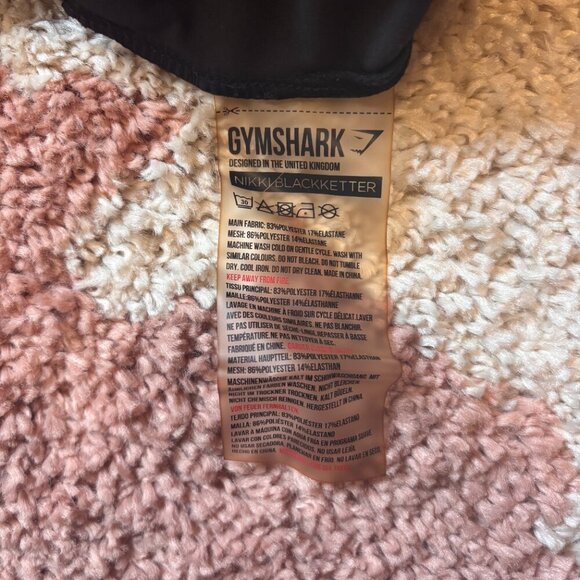 GYMSHARK
DESIGNED IN THE UNITED KINGDOM
NIKKI BLACKKETTER
30
MAIN FABRIC: 83%POLYESTER 17%ELASTANE
MESH: 86%POLYESTER 14%ELASTANE
MACHINE WASH COLD ON GENTLE CYCLE. WASH WITH
SIMILAR COLOURS. DO NOT BLEACH. DO NOT TUMBLE
DRY. COOL IRON. DO NOT DRY CLEAN. MADE IN CHINA.
KEEP AWAY FROM FIRE
TISSU PRINCIPAL: 83%POLYESTER 17%ÉLASTHANNE
MAILLE:86%POLYESTER 14%ÉLASTHANNE
LAVAGE EN MACHINE À FROID SUR CYCLE DÉLICAT.LAVER
AVEC DES COULEURS SIMILAIRES. NE PAS BLANCHIR.
NE PAS UTILISER DE SÈCHE-LINGE.REPASSER À BASSE
TEMPÉRATURE. NE PAS NETTOYER À SEC.
FABRIQUÉ EN CHINE.
MATERIAL HAUPTTEIL: 83%POLYESTER 17%ELASTHAN
MESH: 86%POLYESTER 14%ELASTHAN
MASCHINENWÄSCHE KALT IM SCHONWASCHGANG. MIT
ÄHNLICHEN FARBEN WASCHEN. NICHT BLEICHEN.
NICHT IM TROCKNER TROCKNEN. KALT BÜGELN.
NICHT CHEMISCH REINIGEN. HERGESTELLT IN CHINA.
VON FEUER FERNHALTEN.
TEJIDO PRINCIPAL: 83%POLIESTER 17%ELASTANO
MALLA: 86%POLIESTER 14%ELASTANO
LAVAR A MÁQUINA CON AGUA FRÍA EN PROGRAMA SUAVE.
LAVAR CON COLORES PARECIDOS. NO USAR LEJÍA.
NO USAR SECADORA. PLANCHAR EN FRÍO. NO LAVAR EN SECO.
HECHO EN CHINA.